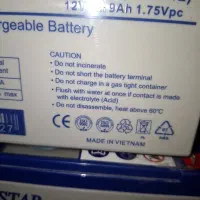 12V 9Ah 1.75Vpc
rgeable Battery
CAUTION
• Do not incinerate
• Do not short the battery terminal
• Do not charge in a gas tight container
• Flush with water at once if contact is made
with electrolyte (Acid)
• Do not disassemble, heat above 60°C
max
MADE IN VIETNAM
STAR